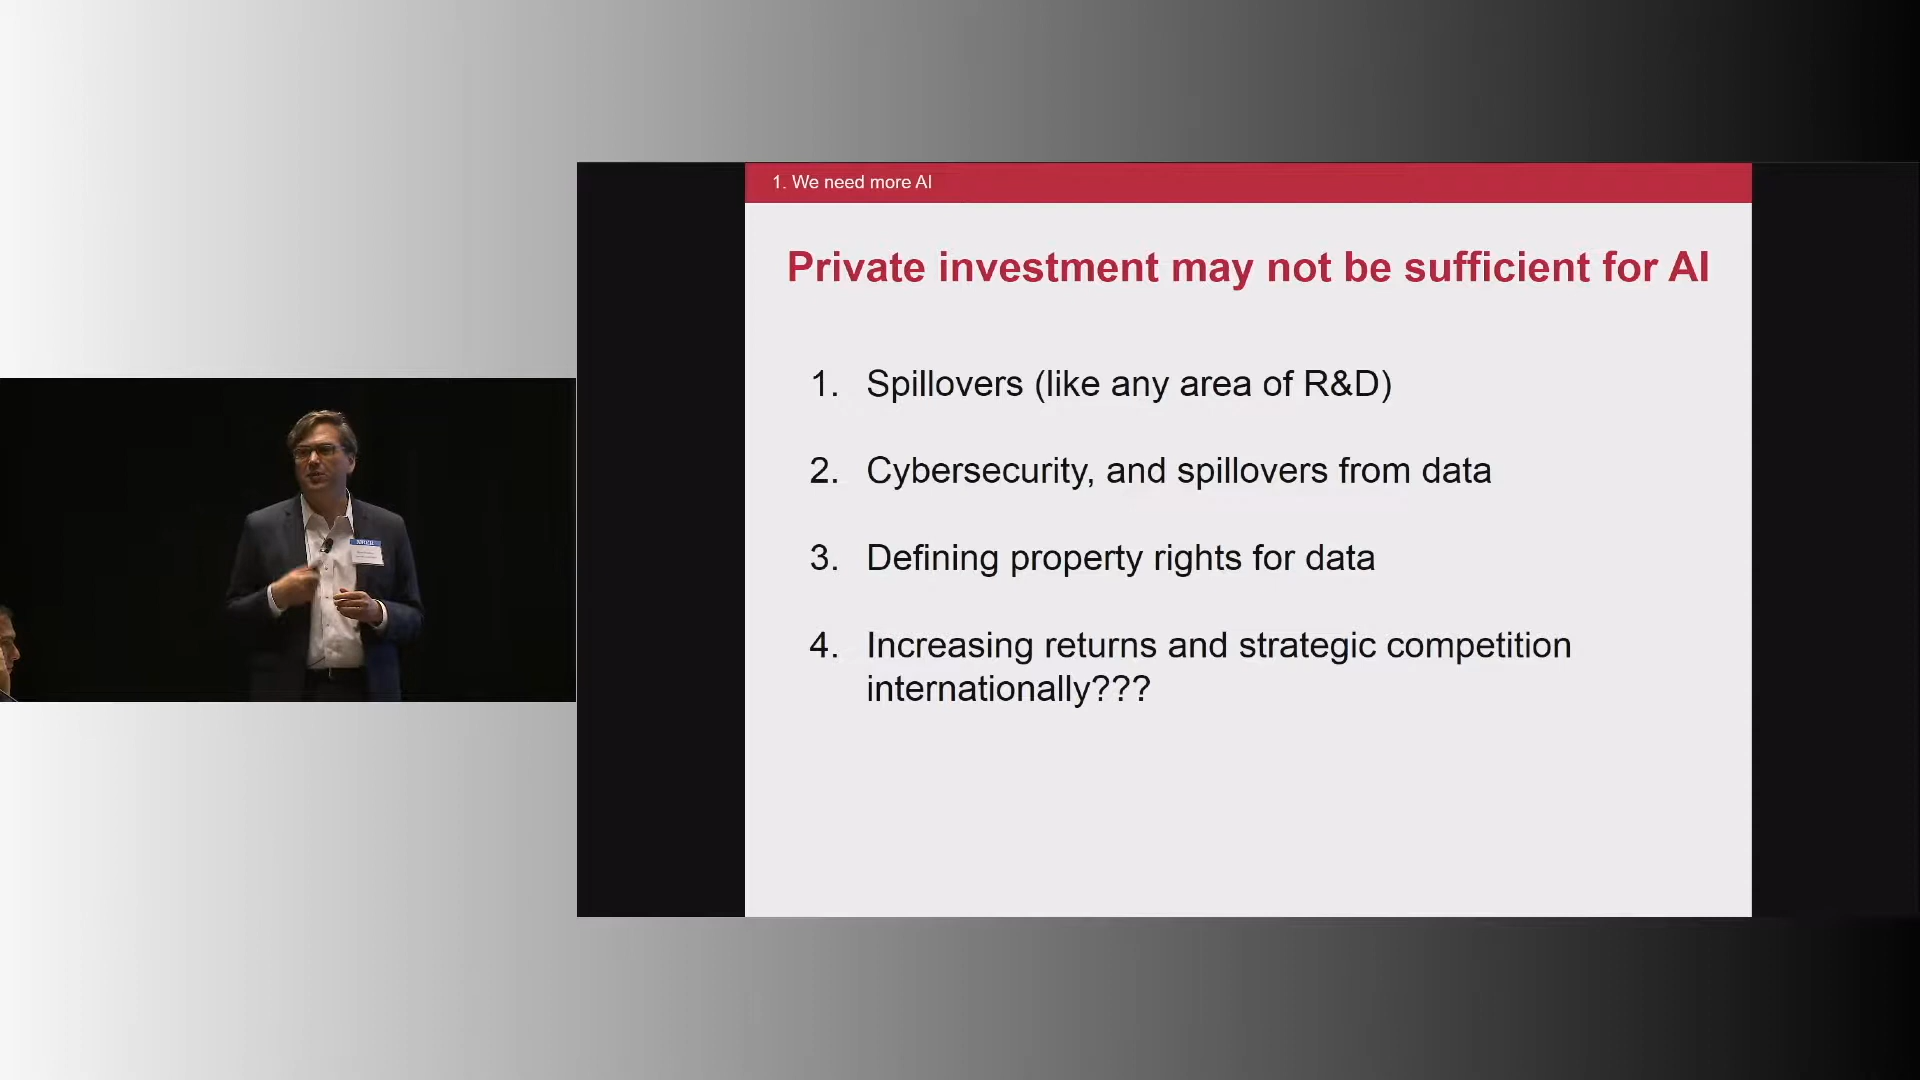 1. We need more AI
Private investment may not be sufficient for AI
1. Spillovers (like any area of R&D)
2. Cybersecurity, and spillovers from data
3. Defining property rights for data
4. Increasing returns and strategic competition
internationally???